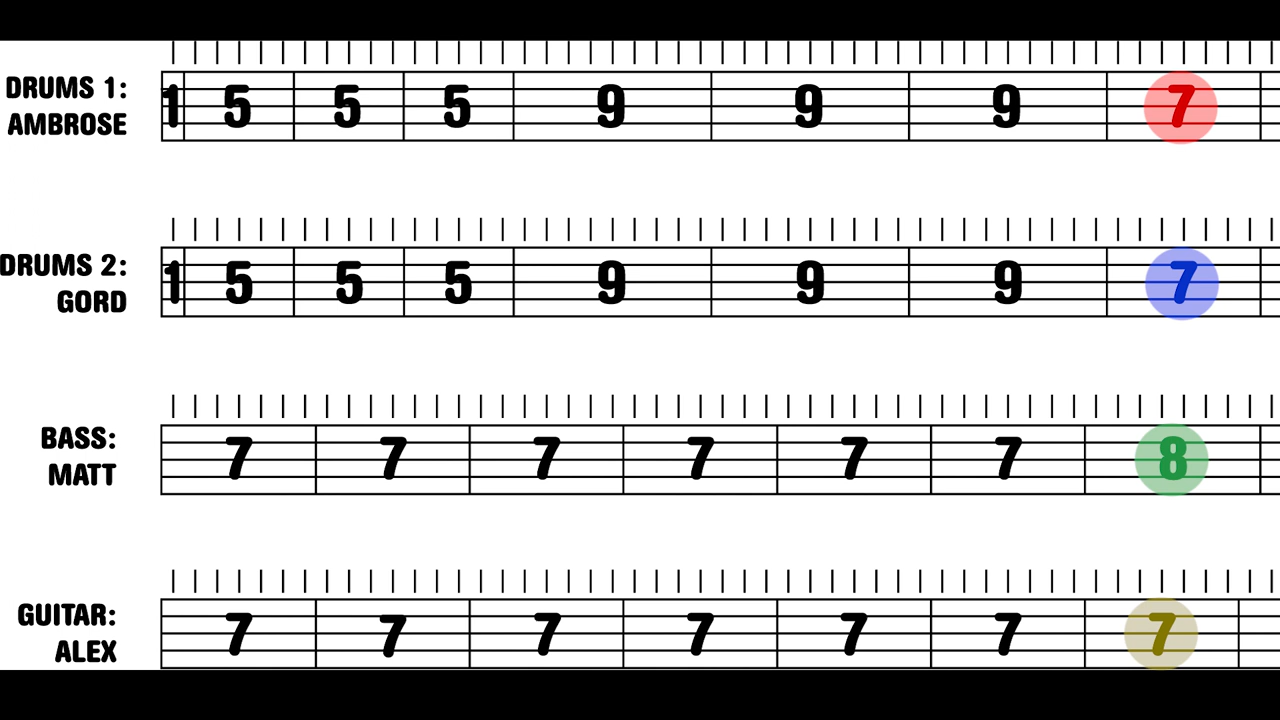 DRUMS 1:
AMBROSE
1 5 5 5 9 9 9 7
DRUMS 2:
GORD
1 5 5 5 9 9 9 7
BASS:
MATT
7 7 7 7 7 7 8
GUITAR:
ALEX
7 7 7 7 7 7 7